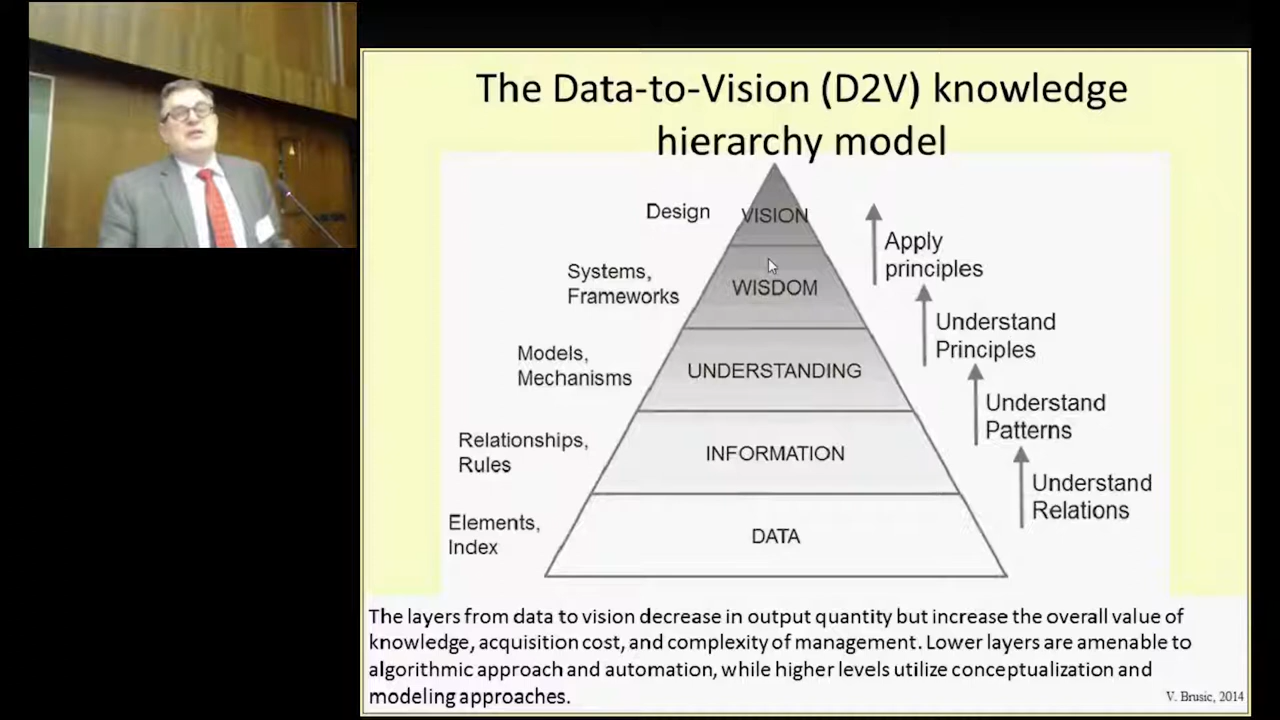 The Data-to-Vision (D2V) knowledge
hierarchy model
Design
VISION
Apply
principles
Systems,
Frameworks
WISDOM
Understand
Principles
Models,
Mechanisms
UNDERSTANDING
Understand
Patterns
Relationships,
Rules
INFORMATION
Understand
Relations
Elements,
Index
DATA
The layers from data to vision decrease in output quantity but increase the overall value of
knowledge, acquisition cost, and complexity of management. Lower layers are amenable to
algorithmic approach and automation, while higher levels utilize conceptualization and
modeling approaches.
V. Brusic, 2014